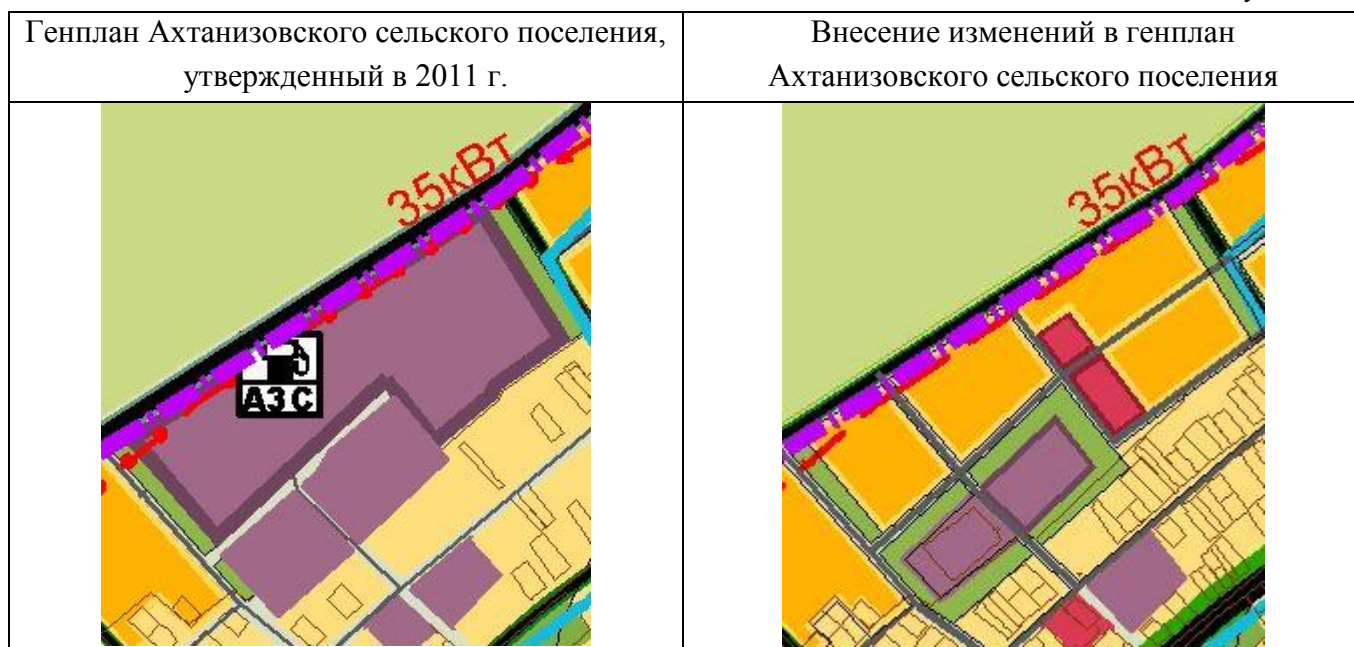 Генплан Ахтанизовского сельского поселения,
утвержденный в 2011 г.
Внесение изменений в генплан
Ахтанизовского сельского поселения
35кВт
АЗС
35кВт